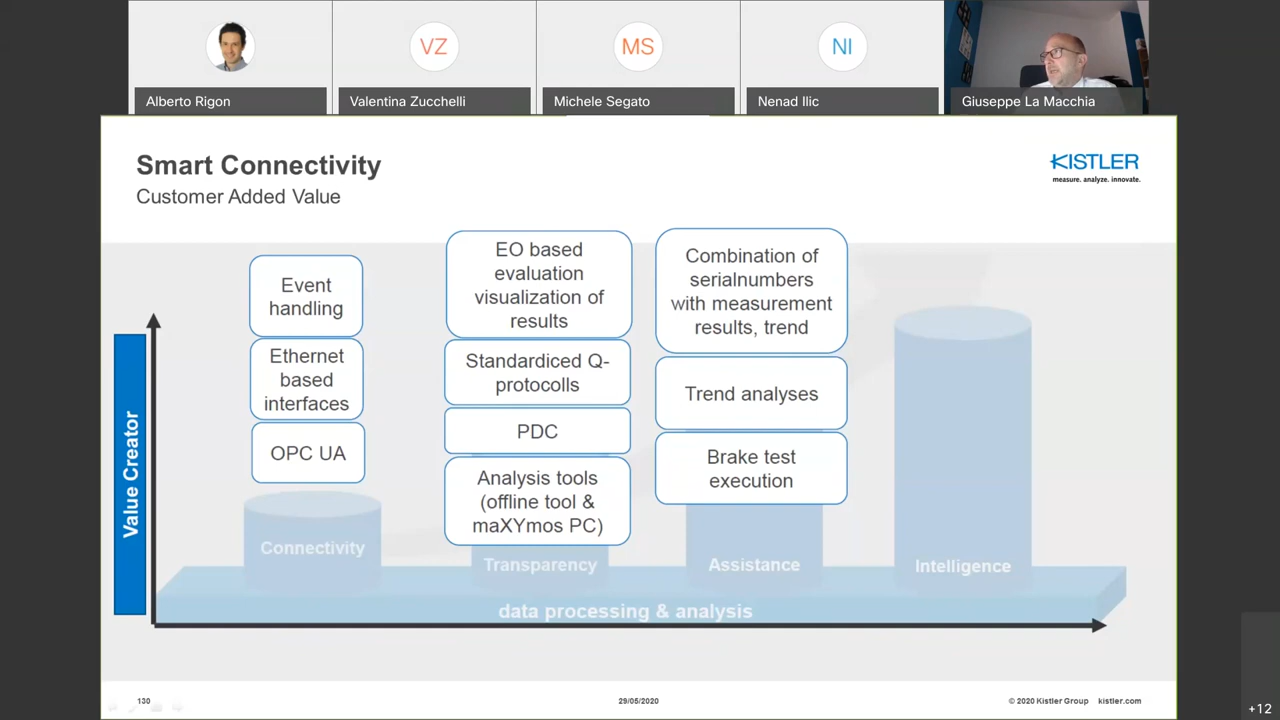 VZ
MS
NI
Alberto Rigon
Valentina Zucchelli
Michele Segato
Nenad Ilic
Giuseppe La Macchia
Smart Connectivity
Customer Added Value
KISTLER
measure. analyze. innovate.
Event
handling
Ethernet
based
interfaces
OPC UA
EO based
evaluation
visualization of
results
Standardiced Q-
protocolls
PDC
Analysis tools
(offline tool &
maXYmos PC)
Combination of
serialnumbers
with measurement
results, trend
Trend analyses
Brake test
execution
Value Creator
Connectivity
Transparency
Assistance
Intelligence
data processing & analysis
130
29/05/2020
© 2020 Kistler Group
kistler.com
+12